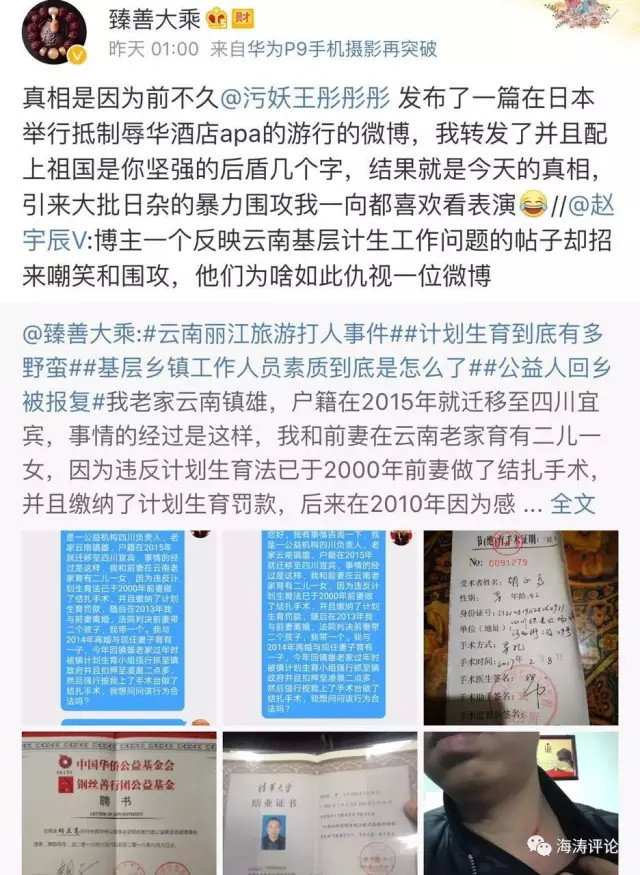 臻善大乘 财
昨天 01:00 来自华为P9手机摄影再突破
真相是因为前不久@污妖王彤彤彤 发布了一篇在日本
举行抵制辱华酒店apa的游行的微博，我转发了并且配
上祖国是你坚强的后盾几个字，结果就是今天的真相，
引来大批日杂的暴力围攻我一向都喜欢看表演😂//@赵
宇辰V:博主一个反映云南基层计生工作问题的帖子却招
来嘲笑和围攻，他们为啥如此仇视一位微博
@臻善大乘:#云南丽江旅游打人事件##计划生育到底有多
野蛮##基层乡镇工作人员素质到底是怎么了##公益人回乡
被报复#我老家云南镇雄，户籍在2015年就迁移至四川宜
宾，事情的经过是这样，我和前妻在云南老家育有二儿一
女，因为违反计划生育法已于2000年前妻做了结扎手术，
并且缴纳了计划生育罚款，后来在2010年因为感 ... 全文
是一公益机构四川负责人，老
家云南镇雄，户籍在2015年
就迁移至四川宜宾，事情的经
过是这样，我和前妻在云南老
家育有二儿一女，因为违反计
划生育法已于2000年前妻做了
结扎手术，并且缴纳了计划生
育罚款，随后在2013年我与
前妻离婚，法院判决前妻带二
个孩子，我带一个。我与
2014年再婚与现任妻子育有
一子，今年回镇雄老家过年时
被镇计划生育小组强行抓至镇
政府并且扣押至凌晨二点多，
然后强行按我上了手术台做了
结扎手术，我想问问该行为合
法吗？
您好，我有事情咨询一下，我
是一公益机构四川负责人，老
家云南镇雄，户籍在2015年
就迁移至四川宜宾，事情的经
过是这样，我和前妻在云南老
家育有二儿一女，因为违反计
划生育法已于2000年前妻做了
结扎手术，并且缴纳了计划生
育罚款，随后在2013年我与前
妻离婚，法院判决前妻带二个
孩子，我带一个。我与2014年
再婚与现任妻子育有一子，今
年回镇雄老家过年时被镇计划
生育小组强行抓至镇政府并且
扣押至凌晨二点多，然后强行
按我上了手术台做了结扎手
术，我想问问该行为合法吗？
手术证明
No 0091279
受术者姓名：胡正高
性别： 年龄：
身份证号：
单位（地址）：
手术方式：
手术时间：2017年2月8日
手术医生签名：
手术助手签名：
中国华侨公益基金会
钢丝善行团公益基金
聘 书
清华大学
结业证书
海涛评论